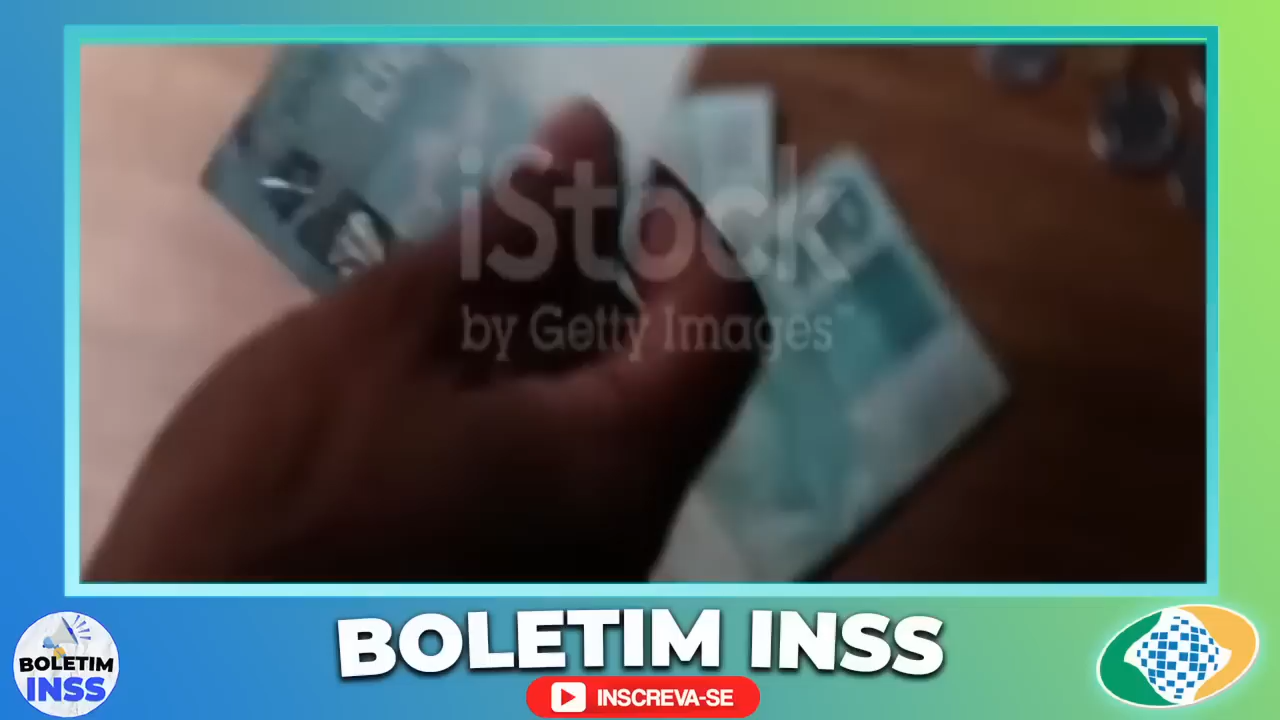 iStock
by Getty Images
BOLETIM INSS
BOLETIM
INSS
INSCREVA-SE